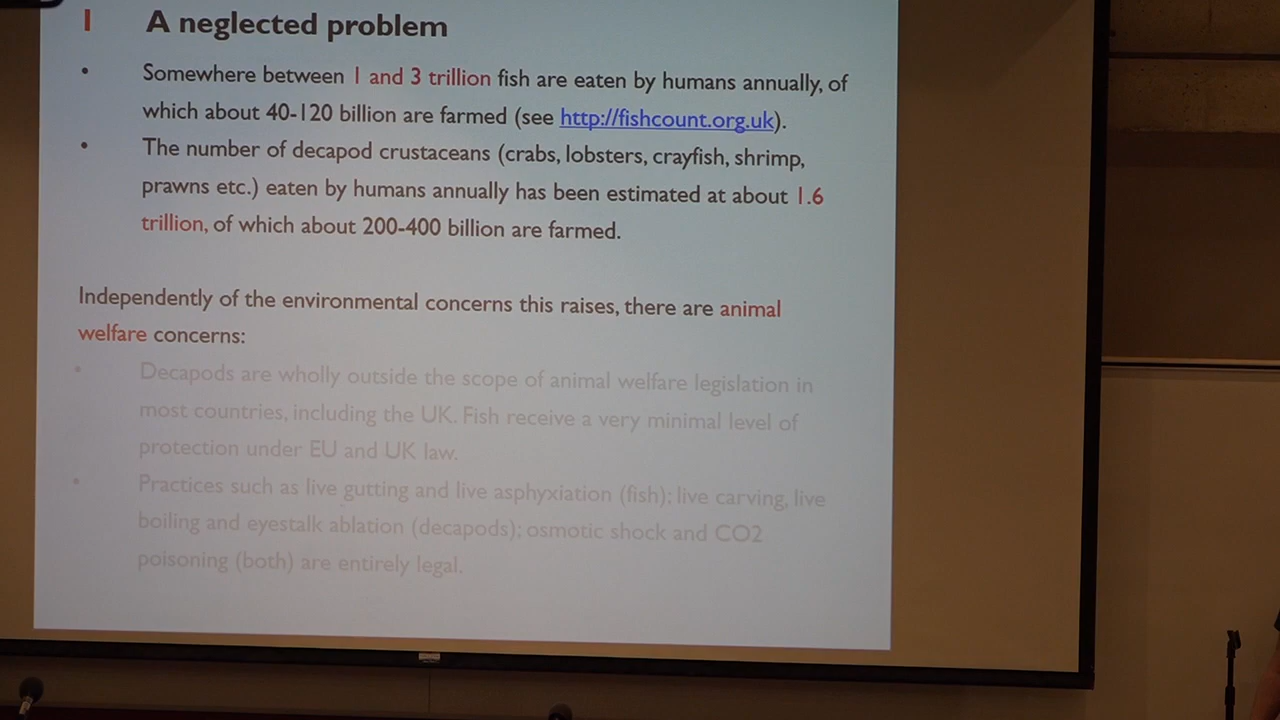 1 A neglected problem
• Somewhere between 1 and 3 trillion fish are eaten by humans annually, of
which about 40-120 billion are farmed (see http://fishcount.org.uk).
• The number of decapod crustaceans (crabs, lobsters, crayfish, shrimp,
prawns etc.) eaten by humans annually has been estimated at about 1.6
trillion, of which about 200-400 billion are farmed.
Independently of the environmental concerns this raises, there are animal
welfare concerns:
• Decapods are wholly outside the scope of animal welfare legislation in
most countries, including the UK. Fish receive a very minimal level of
protection under EU and UK law.
• Practices such as live gutting and live asphyxiation (fish); live carving, live
boiling and eyestalk ablation (decapods); osmotic shock and CO2
poisoning (both) are entirely legal.